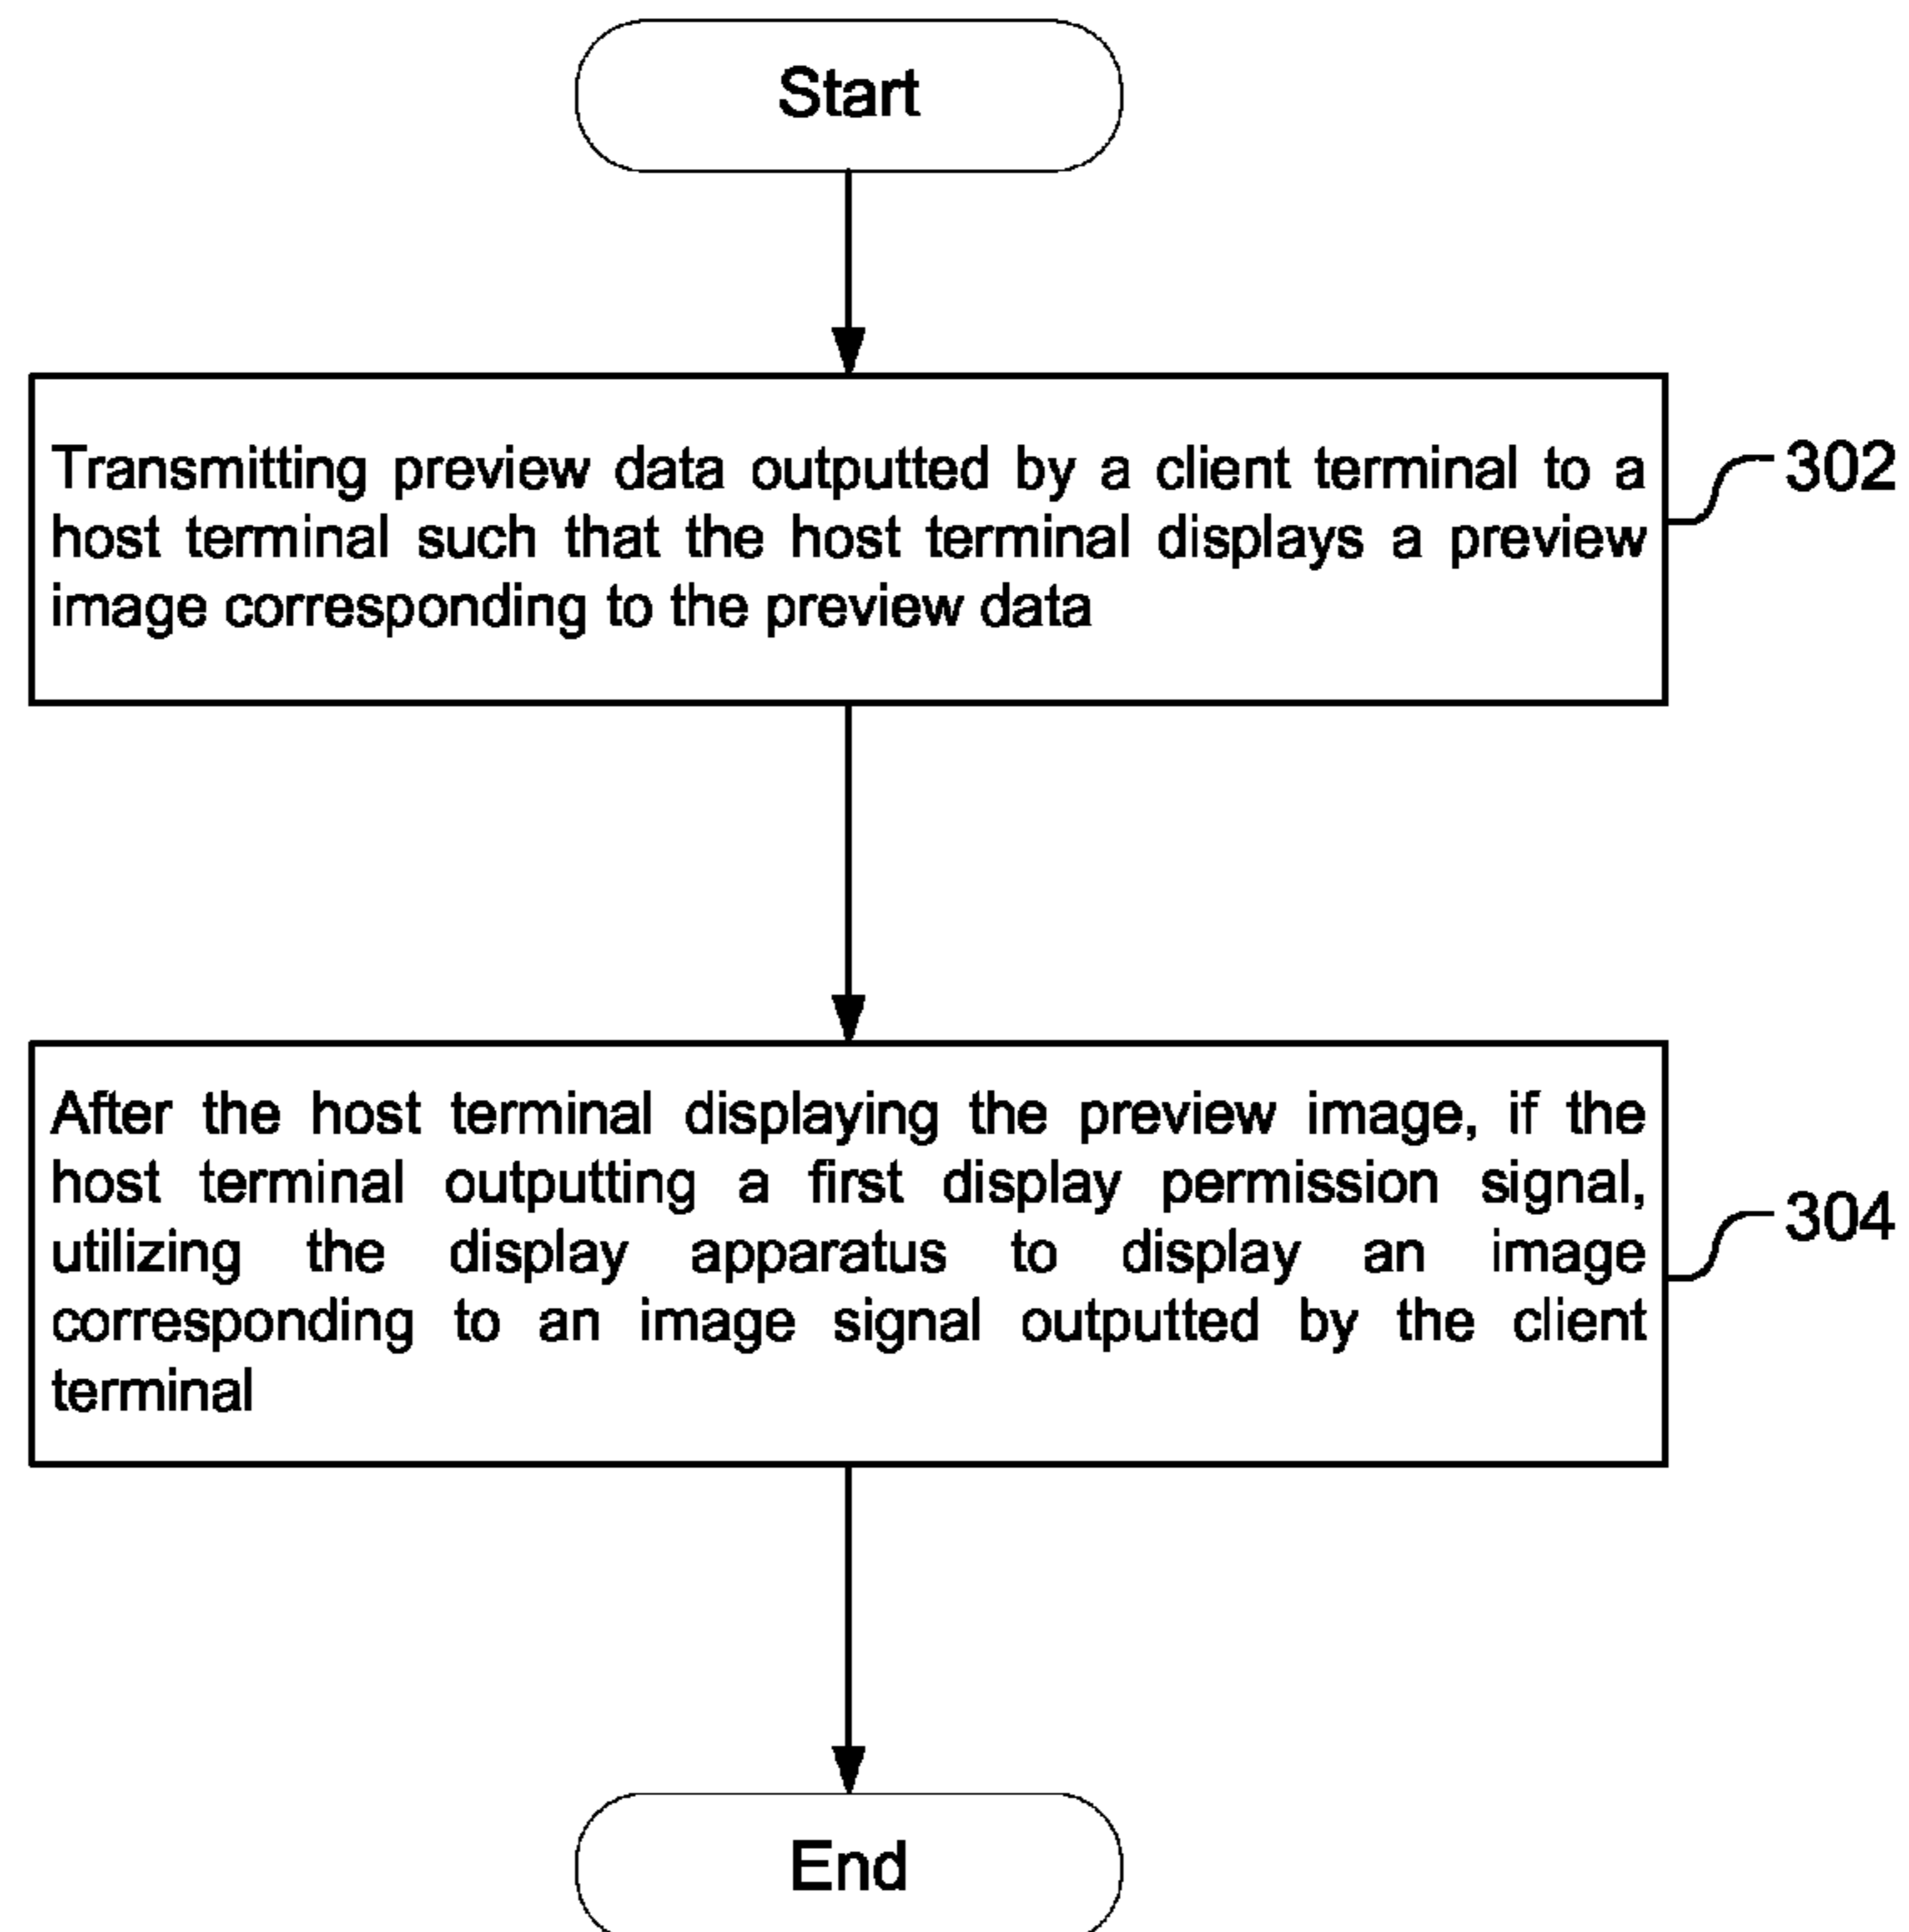 Start
Transmitting preview data outputted by a client terminal to a
host terminal such that the host terminal displays a preview
image corresponding to the preview data
302
After the host terminal displaying the preview image, if the
host terminal outputting a first display permission signal,
utilizing the display apparatus to display an image
corresponding to an image signal outputted by the client
terminal
304
End